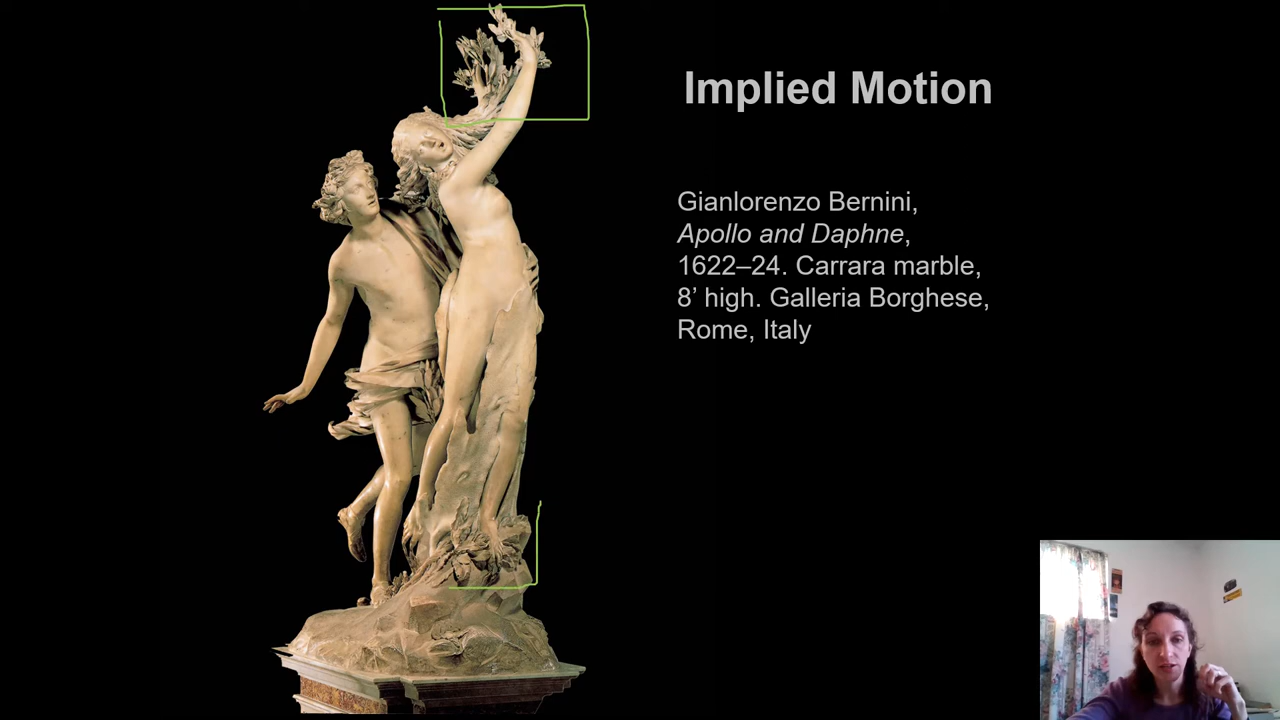 Implied Motion
Gianlorenzo Bernini,
Apollo and Daphne,
1622–24. Carrara marble,
8’ high. Galleria Borghese,
Rome, Italy